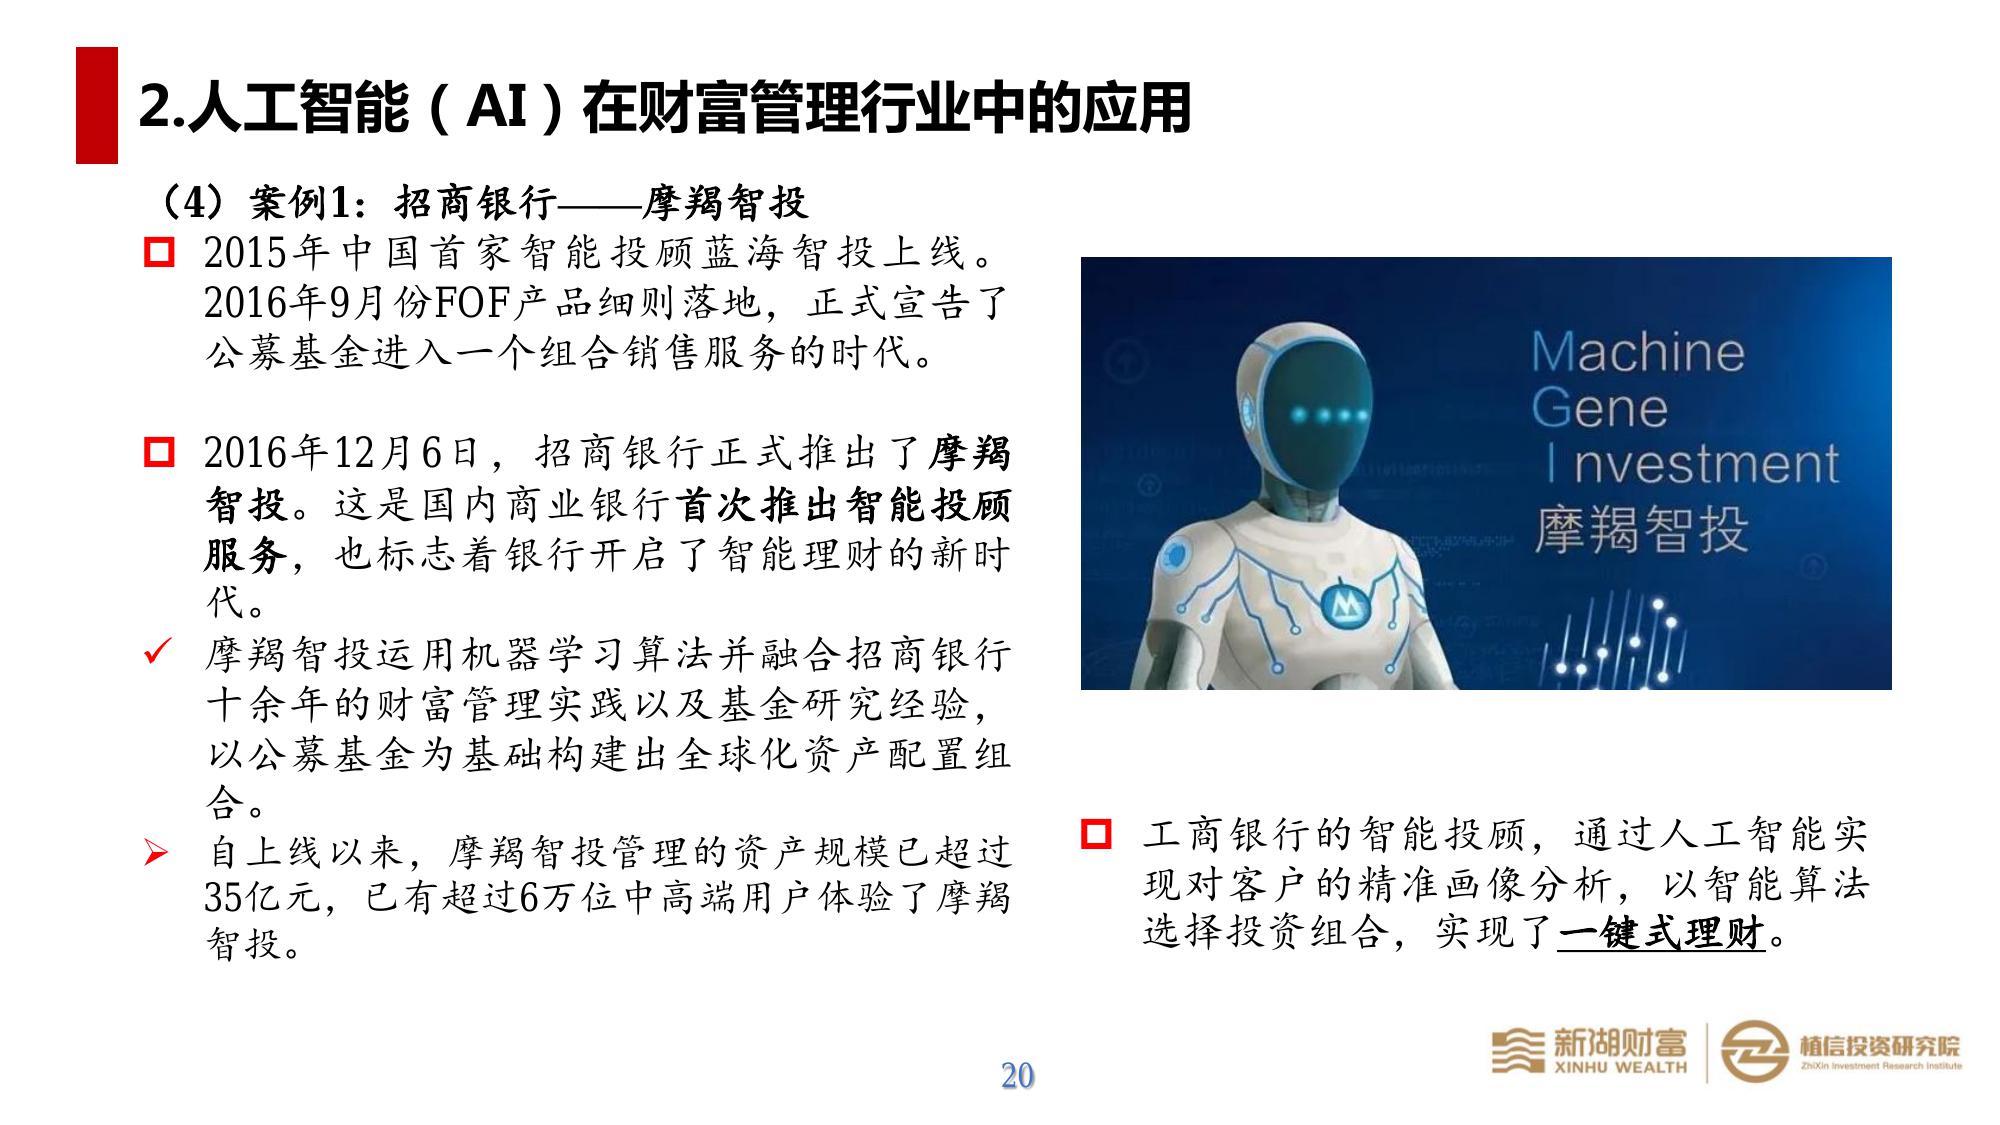 2.人工智能（AI）在财富管理行业中的应用
（4）案例1：招商银行——摩羯智投
2015年中国首家智能投顾蓝海智投上线。
2016年9月份FOF产品细则落地，正式宣告了
公募基金进入一个组合销售服务的时代。
2016年12月6日，招商银行正式推出了摩羯
智投。这是国内商业银行首次推出智能投顾
服务，也标志着银行开启了智能理财的新时
代。
摩羯智投运用机器学习算法并融合招商银行
十余年的财富管理实践以及基金研究经验，
以公募基金为基础构建出全球化资产配置组
合。
自上线以来，摩羯智投管理的资产规模已超过
35亿元，已有超过6万位中高端用户体验了摩羯
智投。
Machine
Gene
Investment
摩羯智投
工商银行的智能投顾，通过人工智能实
现对客户的精准画像分析，以智能算法
选择投资组合，实现了一键式理财。
新湖财富
XINHU WEALTH
植信投资研究院
ZhiXin Investment Research Institute
20